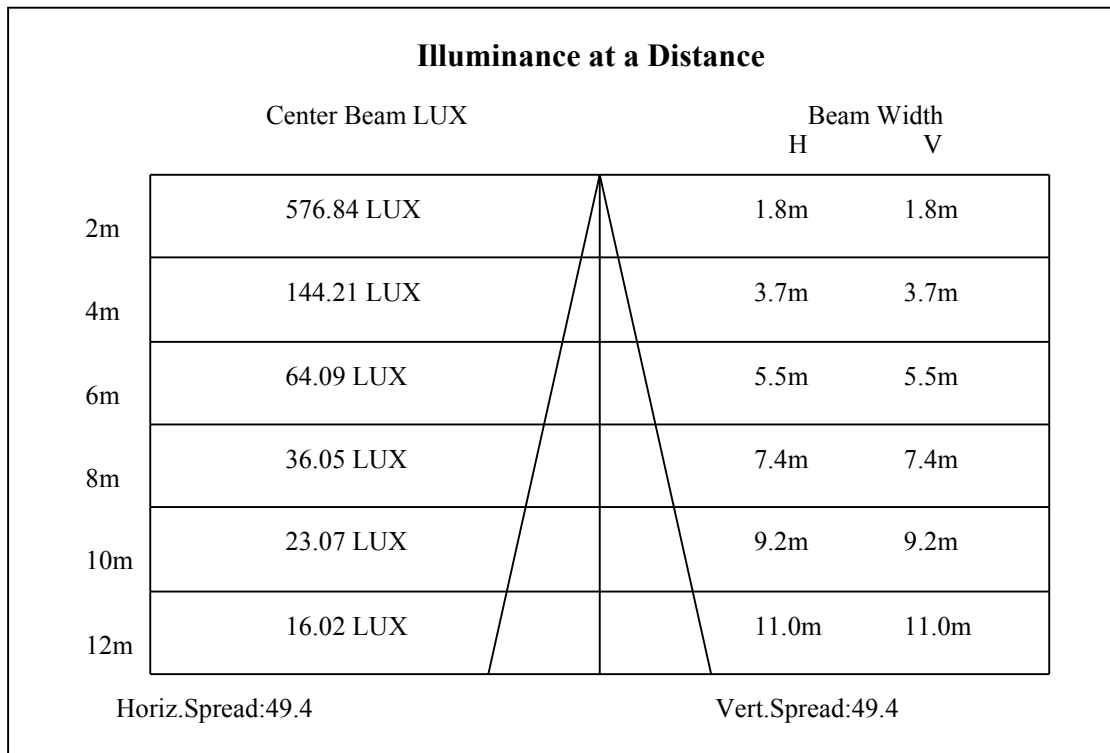 Illuminance at a Distance
Center Beam LUX Beam Width
H V
2m 576.84 LUX 1.8m 1.8m
4m 144.21 LUX 3.7m 3.7m
6m 64.09 LUX 5.5m 5.5m
8m 36.05 LUX 7.4m 7.4m
10m 23.07 LUX 9.2m 9.2m
12m 16.02 LUX 11.0m 11.0m
Horiz.Spread:49.4 Vert.Spread:49.4